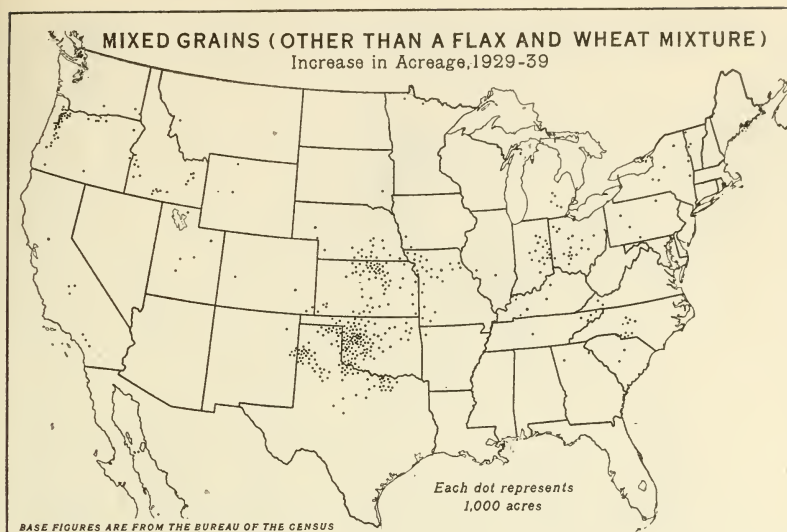 MIXED GRAINS (OTHER THAN A FLAX AND WHEAT MIXTURE)
Increase in Acreage, 1929-39
Each dot represents
1,000 acres
BASE FIGURES ARE FROM THE BUREAU OF THE CENSUS